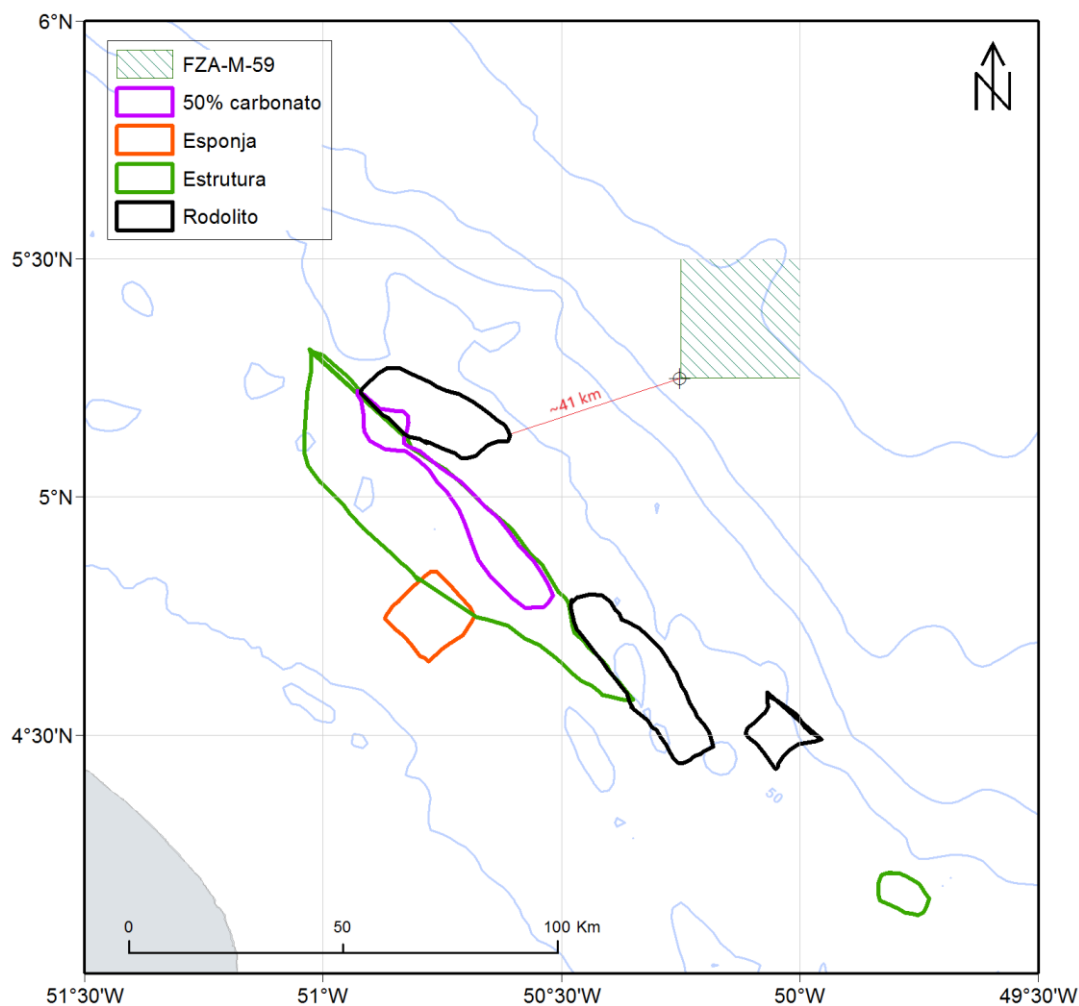 6°N
FZA-M-59
50% carbonato
Esponja
Estrutura
Rodolito
N
5°30'N
~41 km
5°N
4°30'N
50
0 50 100 Km
51°30'W 51°W 50°30'W 50°W 49°30'W